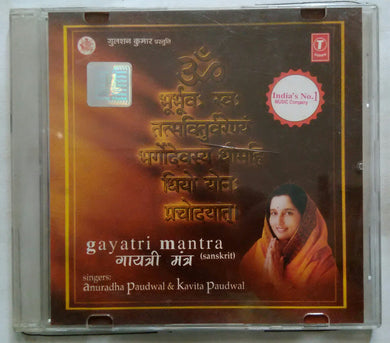 गुलशन कुमार प्रस्तुति
T
ॐ
भूर्भुवः स्वः
तत्सवितुर्वरेण्यं
भर्गोदेवस्य धीमहि
धियो योनः
प्रचोदयात्
India's No.1
MUSIC Company
gayatri mantra
गायत्री मंत्र (sanskrit)
singers:
anuradha paudwal & kavita paudwal